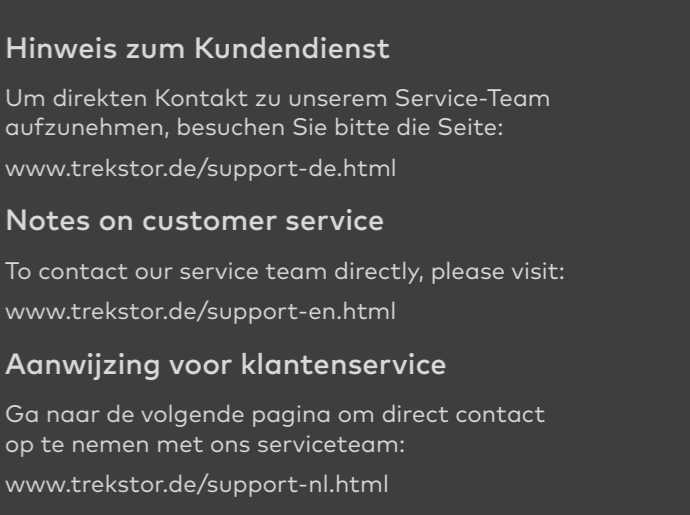 Hinweis zum Kundendienst
Um direkten Kontakt zu unserem Service-Team
aufzunehmen, besuchen Sie bitte die Seite:
www.trekstor.de/support-de.html
Notes on customer service
To contact our service team directly, please visit:
www.trekstor.de/support-en.html
Aanwijzing voor klantenservice
Ga naar de volgende pagina om direct contact
op te nemen met ons serviceteam:
www.trekstor.de/support-nl.html